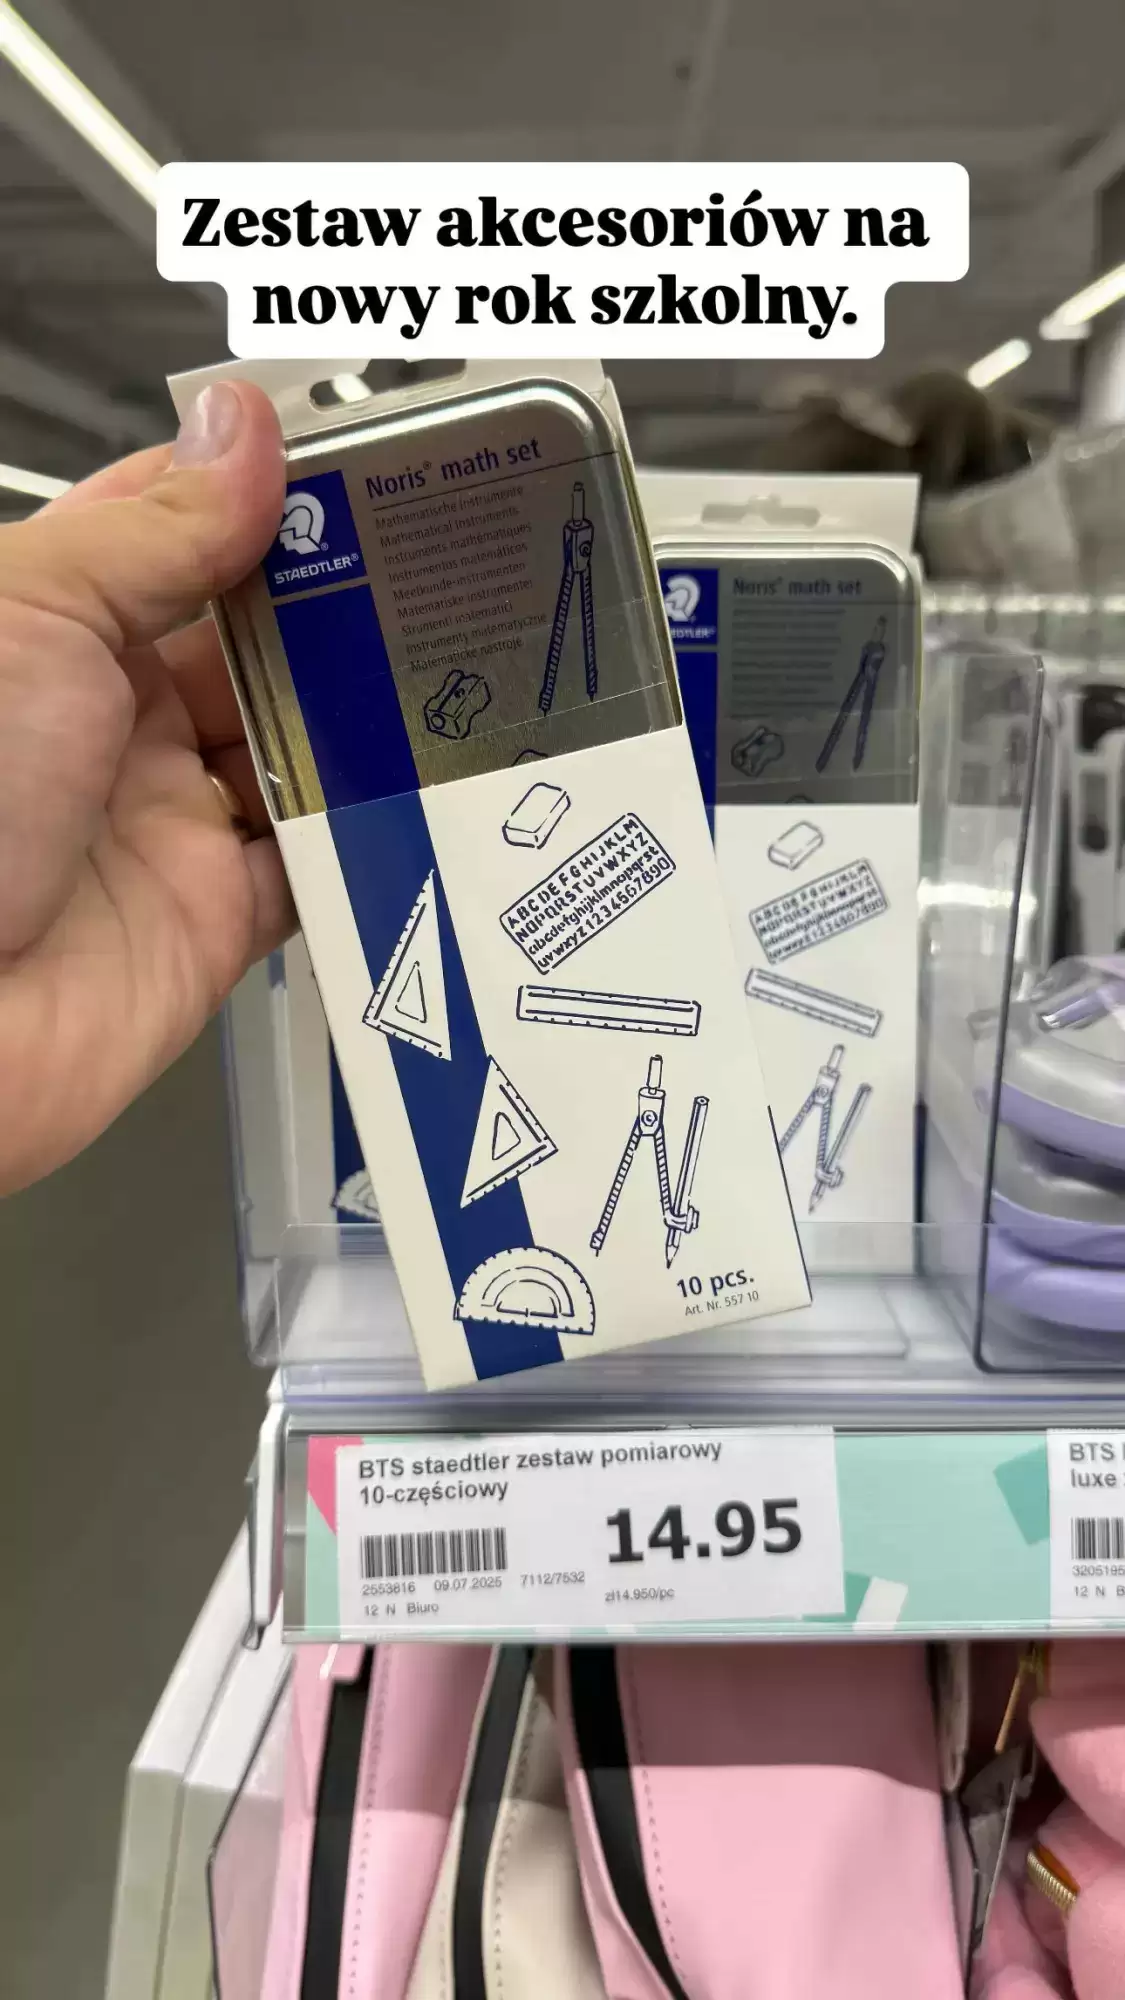 Zestaw akcesoriów na
nowy rok szkolny.
STAEDTLER®
Noris® math set
Mathematische Instrumente
Mathematical instruments
Instruments mathématiques
Instrumentos matemáticos
Meetkunde-instrumenten
Matematiske instrumenter
Strumenti matematici
Instrumenty matematyczne
Matematické nástroje
ABCDEFGHIJKLM
NOPQRSTUVWXYZ
abcdefghijklmnopqrst
uvwxyz1234567890
10 pcs.
Art. Nr. 557 10
Noris® math set
ABCDEFGHIJKLM
BTS staedtler zestaw pomiarowy
10-częściowy
14.95
2553616 09.07.2025 7112/7532
zł14.950/pc
12 N Biuro
BTS
luxe
3205195
12 N B